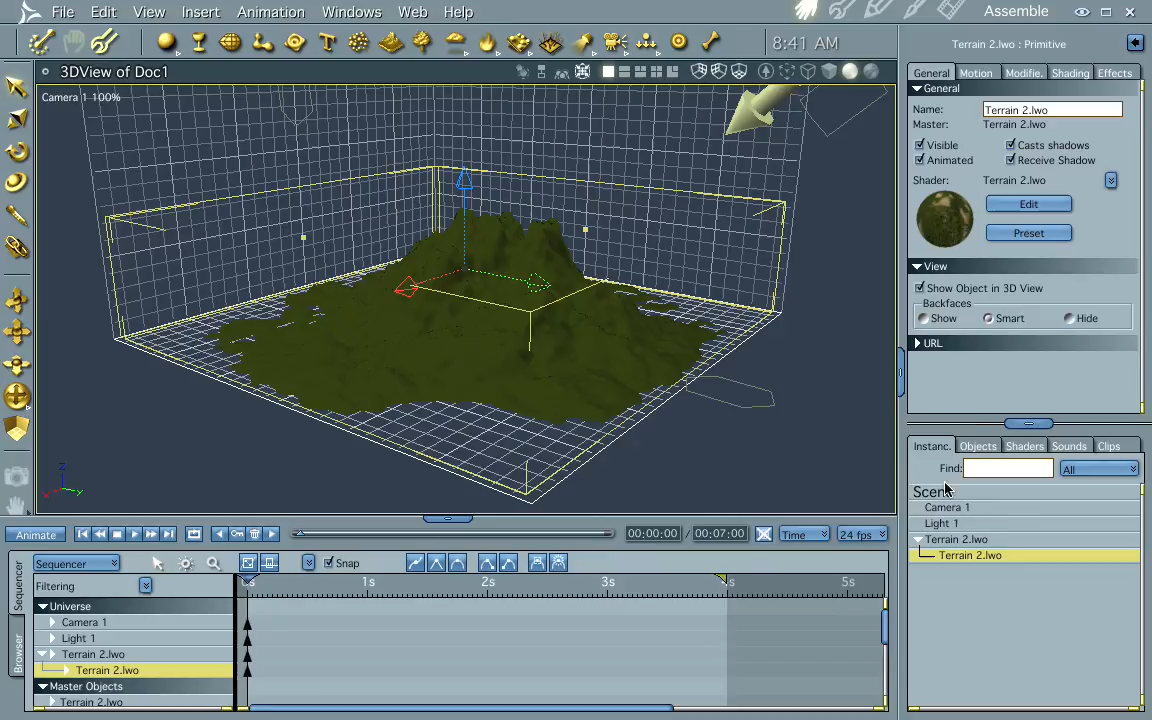 File Edit View Insert Animation Windows Web Help Assemble
8:41 AM
3DView of Doc1
Camera 1 100%
Z
X
Y
Terrain 2.lwo : Primitive
General Motion Modifie. Shading Effects
General
Name: Terrain 2.lwo
Master: Terrain 2.lwo
Visible Casts shadows
Animated Receive Shadow
Shader: Terrain 2.lwo
Edit
Preset
View
Show Object in 3D View
Backfaces
Show Smart Hide
URL
Instanc. Objects Shaders Sounds Clips
Find: All
Scen
Camera 1
Light 1
Terrain 2.lwo
Terrain 2.lwo
Animate 00:00:00 00:07:00 Time 24 fps
Sequencer Snap
Filtering
1s 2s 3s 5s
Universe
Camera 1
Light 1
Terrain 2.lwo
Terrain 2.lwo
Master Objects
Terrain 2.lwo
Sequencer
Browser